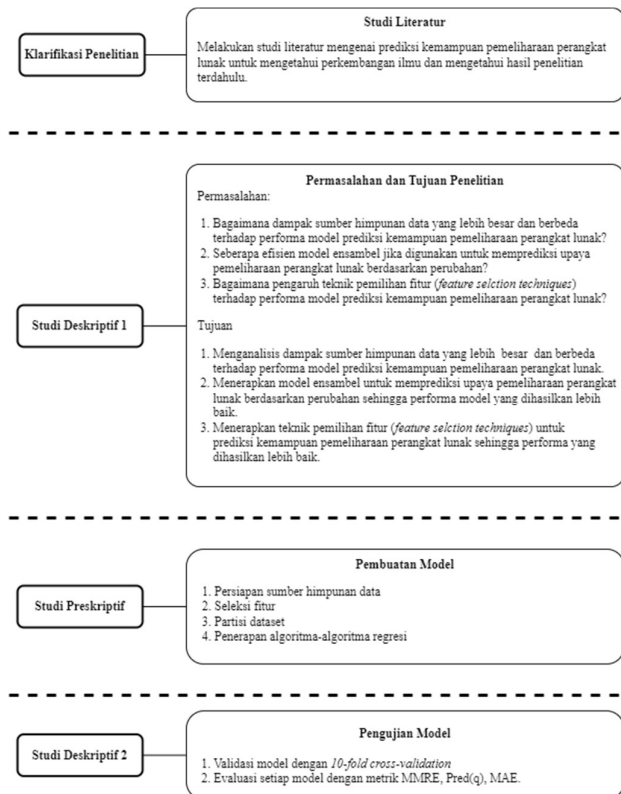 Studi Literatur
Klarifikasi Penelitian
Melakukan studi literatur mengenai prediksi kemampuan pemeliharaan perangkat
lunak untuk mengetahui perkembangan ilmu dan mengetahui hasil penelitian
terdahulu.
Permasalahan dan Tujuan Penelitian
Permasalahan:
1. Bagaimana dampak sumber himpunan data yang lebih besar dan berbeda
terhadap performa model prediksi kemampuan pemeliharaan perangkat lunak?
2. Seberapa efisien model ensambel jika digunakan untuk memprediksi upaya
pemeliharaan perangkat lunak berdasarkan perubahan?
3. Bagaimana pengaruh teknik pemilihan fitur (feature selction techniques)
terhadap performa model prediksi kemampuan pemeliharaan perangkat lunak?
Studi Deskriptif 1
Tujuan
1. Menganalisis dampak sumber himpunan data yang lebih besar dan berbeda
terhadap performa model prediksi kemampuan pemeliharaan perangkat lunak.
2. Menerapkan model ensambel untuk memprediksi upaya pemeliharaan perangkat
lunak berdasarkan perubahan sehingga performa model yang dihasilkan lebih
baik.
3. Menerapkan teknik pemilihan fitur (feature selction techniques) untuk
prediksi kemampuan pemeliharaan perangkat lunak sehingga performa yang
dihasilkan lebih baik.
Pembuatan Model
Studi Preskriptif
1. Persiapan sumber himpunan data
2. Seleksi fitur
3. Partisi dataset
4. Penerapan algoritma-algoritma regresi
Pengujian Model
Studi Deskriptif 2
1. Validasi model dengan 10-fold cross-validation
2. Evaluasi setiap model dengan metrik MMRE, Pred(q), MAE.